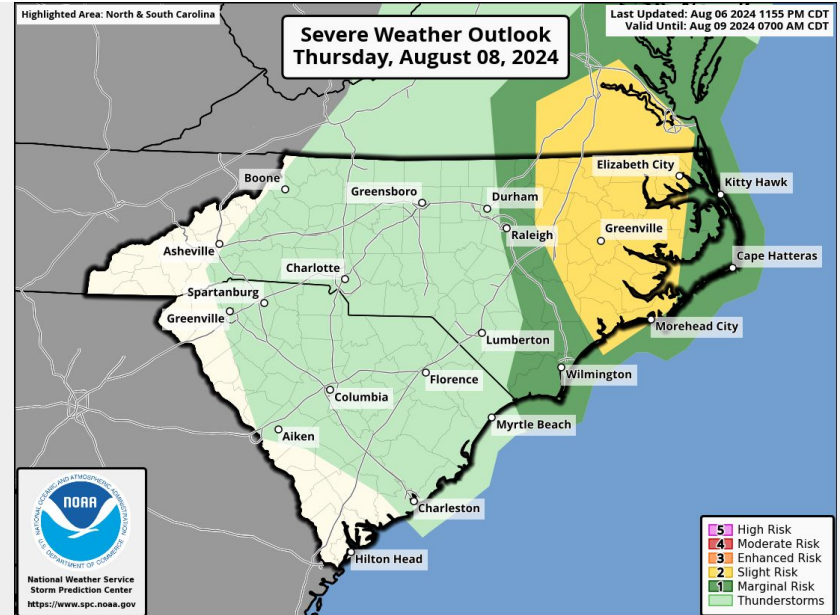 Highlighted Area: North & South Carolina
Severe Weather Outlook
Thursday, August 08, 2024
Last Updated: Aug 06 2024 1155 PM CDT
Valid Until: Aug 09 2024 0700 AM CDT
Elizabeth City
Boone
Kitty Hawk
Greensboro
Durham
Greenville
Raleigh
Asheville
Cape Hatteras
Charlotte
Spartanburg
Greenville
Morehead City
Lumberton
Wilmington
Florence
Columbia
Myrtle Beach
Aiken
Charleston
Hilton Head
NATIONAL OCEANIC AND ATMOSPHERIC ADMINISTRATION
NOAA
U.S. DEPARTMENT OF COMMERCE
National Weather Service
Storm Prediction Center
https://www.spc.noaa.gov
5 High Risk
4 Moderate Risk
3 Enhanced Risk
2 Slight Risk
1 Marginal Risk
Thunderstorms